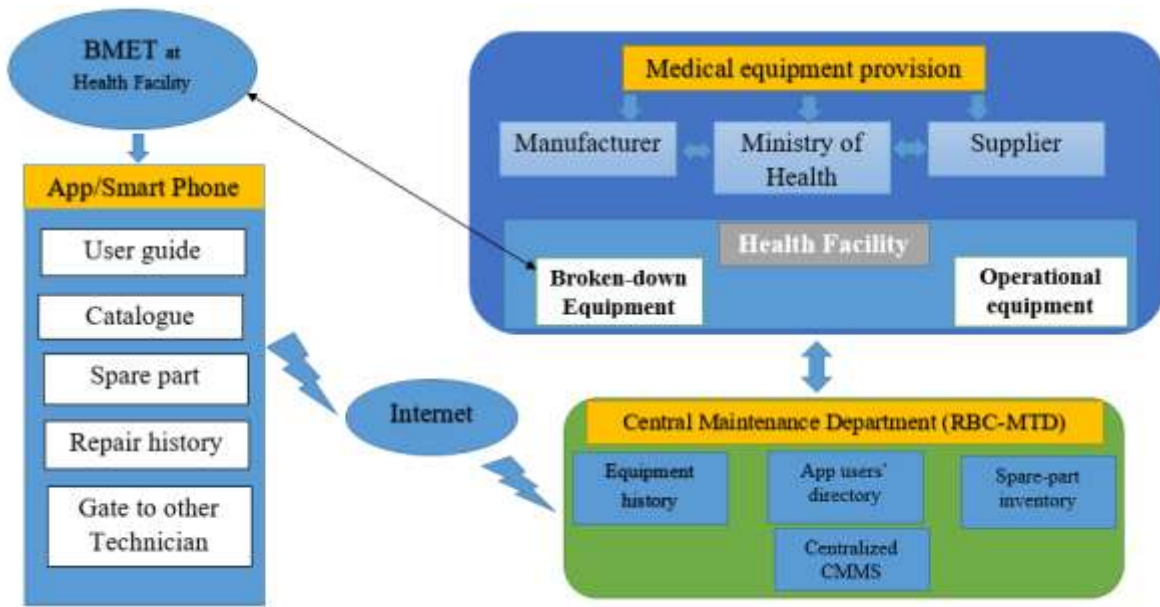 BMET at
Health Facility
App/Smart Phone
User guide
Catalogue
Spare part
Repair history
Gate to other
Technician
Internet
Medical equipment provision
Manufacturer
Ministry of
Health
Supplier
Health Facility
Broken-down
Equipment
Operational
equipment
Central Maintenance Department (RBC-MTD)
Equipment
history
App users'
directory
Spare-part
inventory
Centralized
CMMS